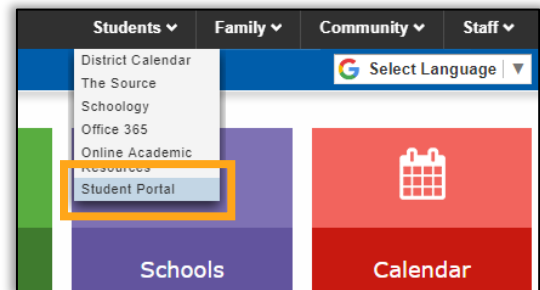 Students Family Community Staff
District Calendar
The Source
Schoology
Office 365
Online Academic
Resources
Student Portal
G Select Language
Schools
Calendar